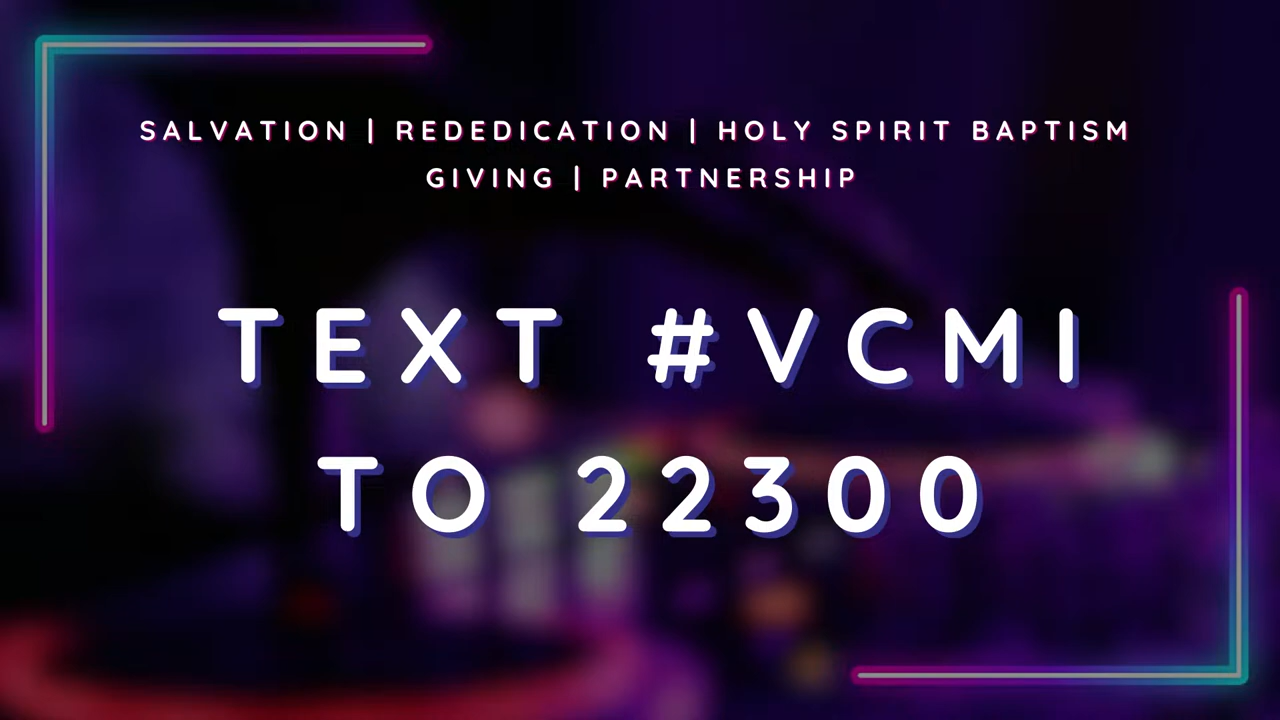 SALVATION | REDEDICATION | HOLY SPIRIT BAPTISM
GIVING | PARTNERSHIP
TEXT #VCMI
TO 22300